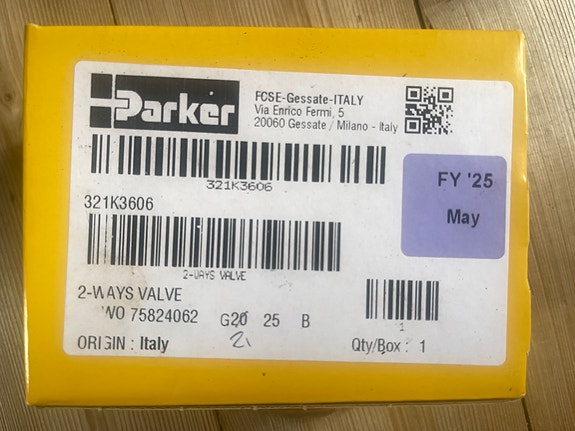 Parker
FCSE-Gessate-ITALY
Via Enrico Fermi, 5
20060 Gessate / Milano - Italy
321K3606
321K3606
FY '25
May
2-WAYS VALVE
2-WAYS VALVE
WO 75824062 G20 25 B
21
1
ORIGIN : Italy Qty/Box : 1